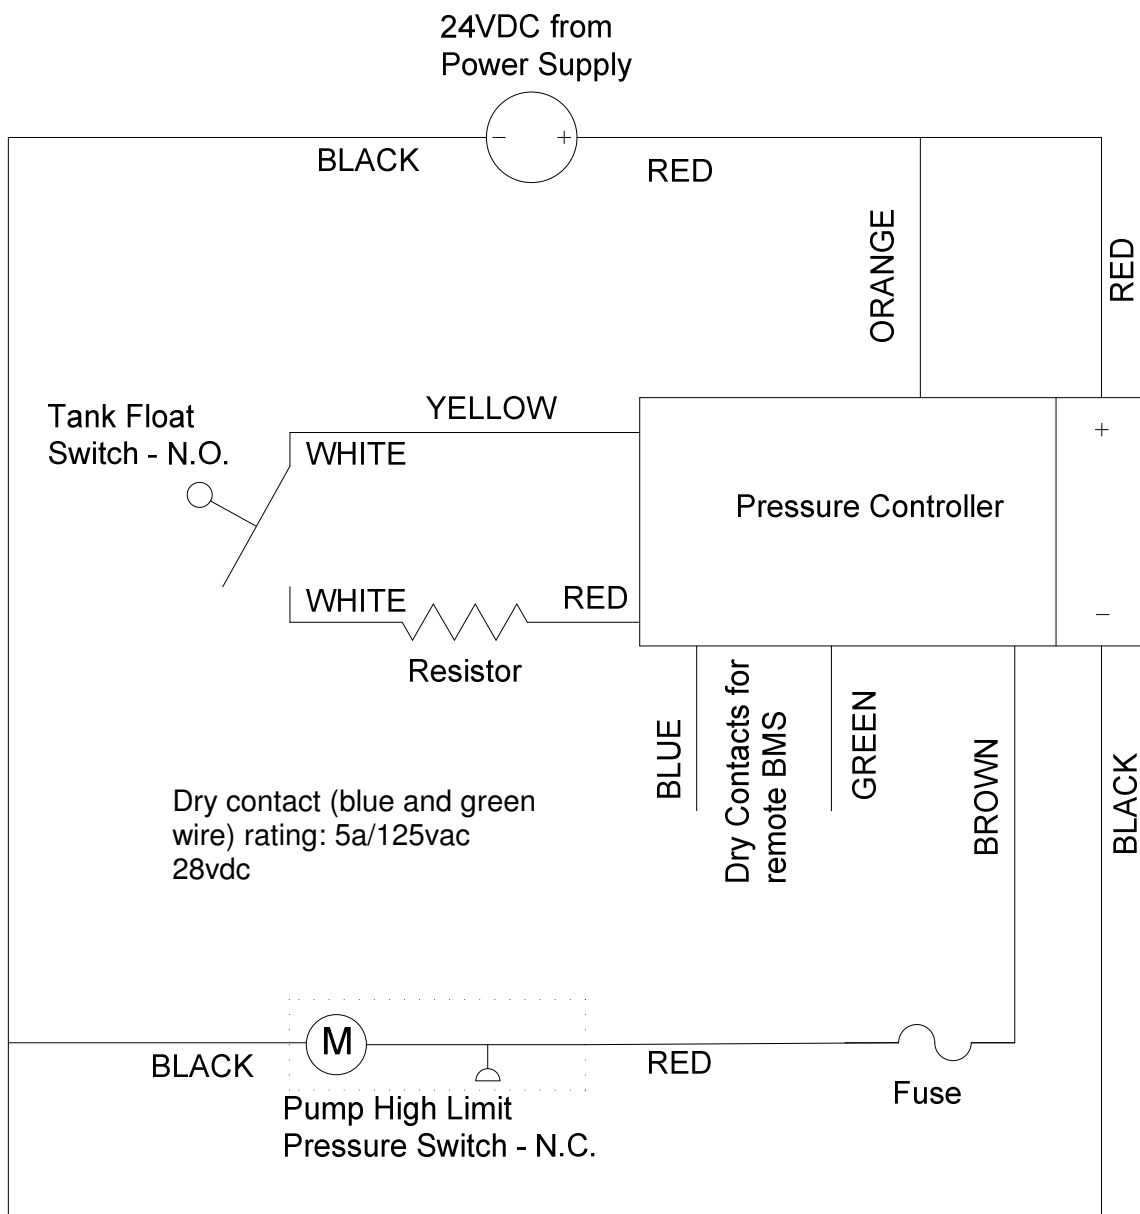 24VDC from
Power Supply
−
+
BLACK
RED
ORANGE
RED
Tank Float
Switch - N.O.
YELLOW
WHITE
+
Pressure Controller
WHITE
RED
−
Resistor
BLUE
Dry Contacts for
remote BMS
GREEN
BROWN
BLACK
Dry contact (blue and green
wire) rating: 5a/125vac
28vdc
M
BLACK
RED
Fuse
Pump High Limit
Pressure Switch - N.C.